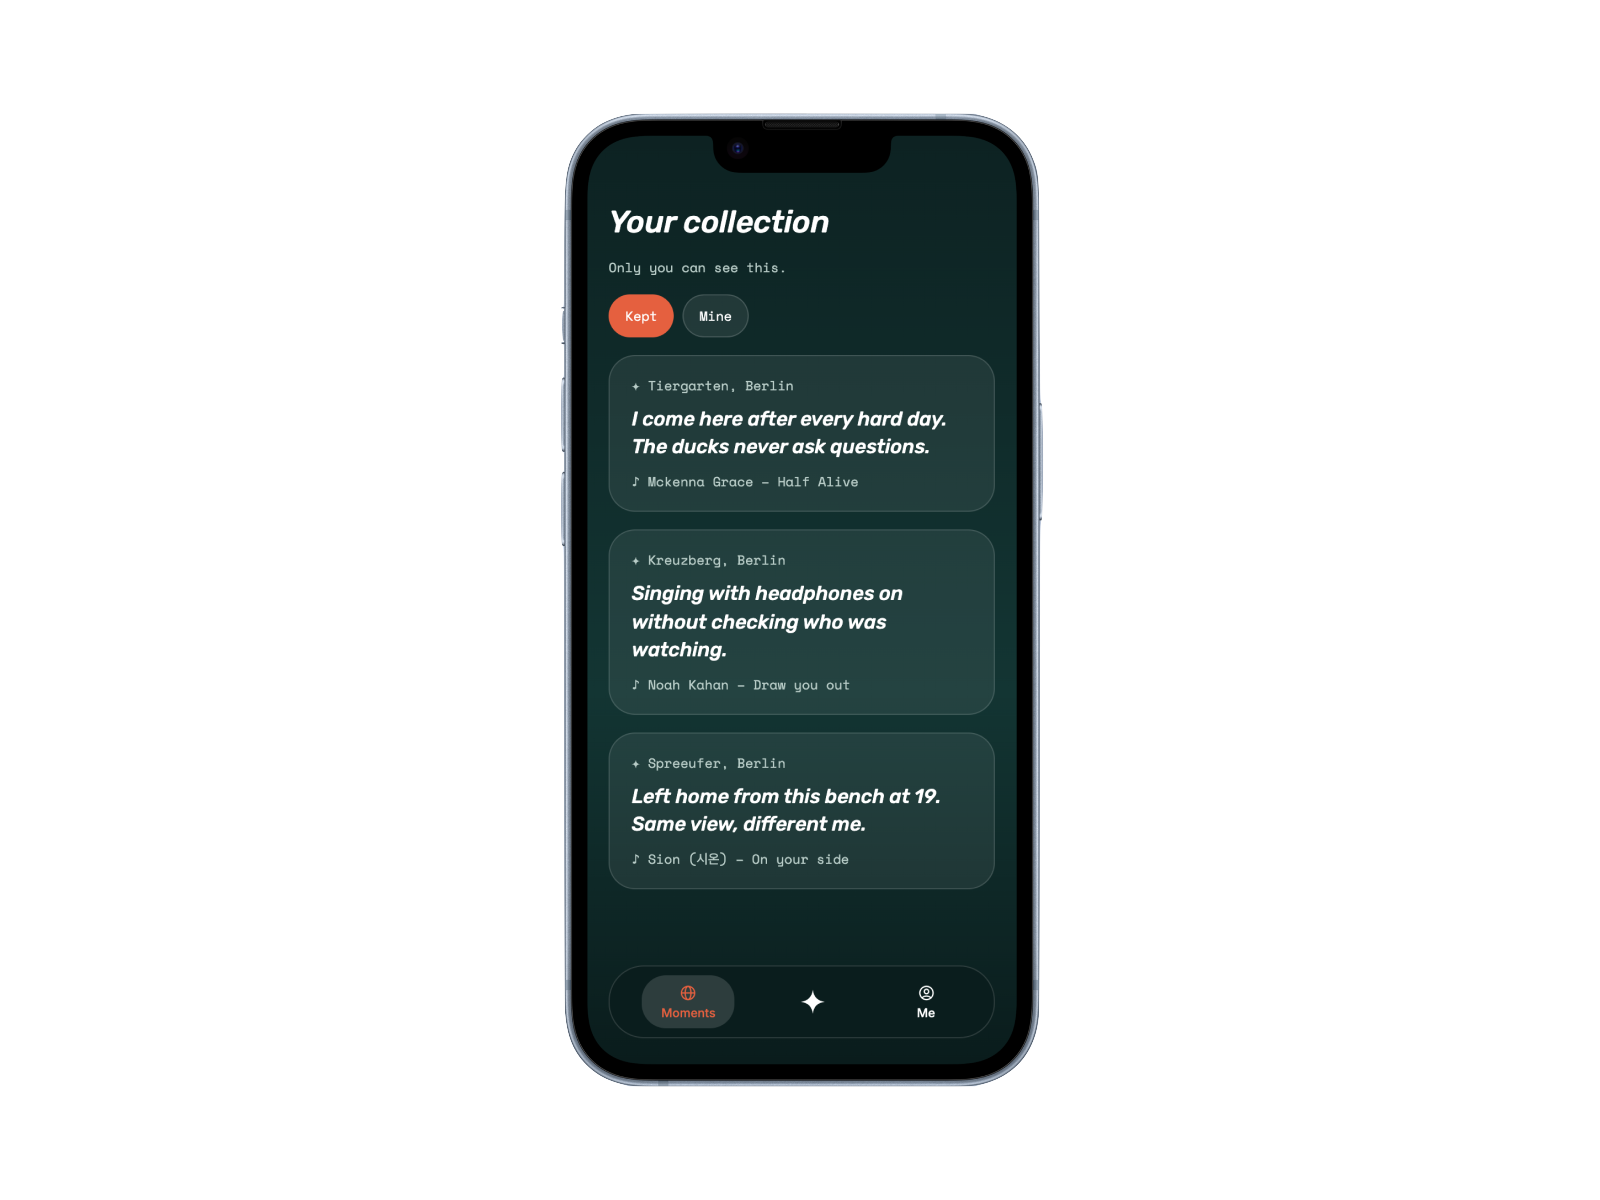 Your collection
Only you can see this.
Kept
Mine
✦ Tiergarten, Berlin
I come here after every hard day.
The ducks never ask questions.
♪ Mckenna Grace – Half Alive
✦ Kreuzberg, Berlin
Singing with headphones on
without checking who was
watching.
♪ Noah Kahan – Draw you out
✦ Spreeufer, Berlin
Left home from this bench at 19.
Same view, different me.
♪ Sion (시온) – On your side
Moments
Me